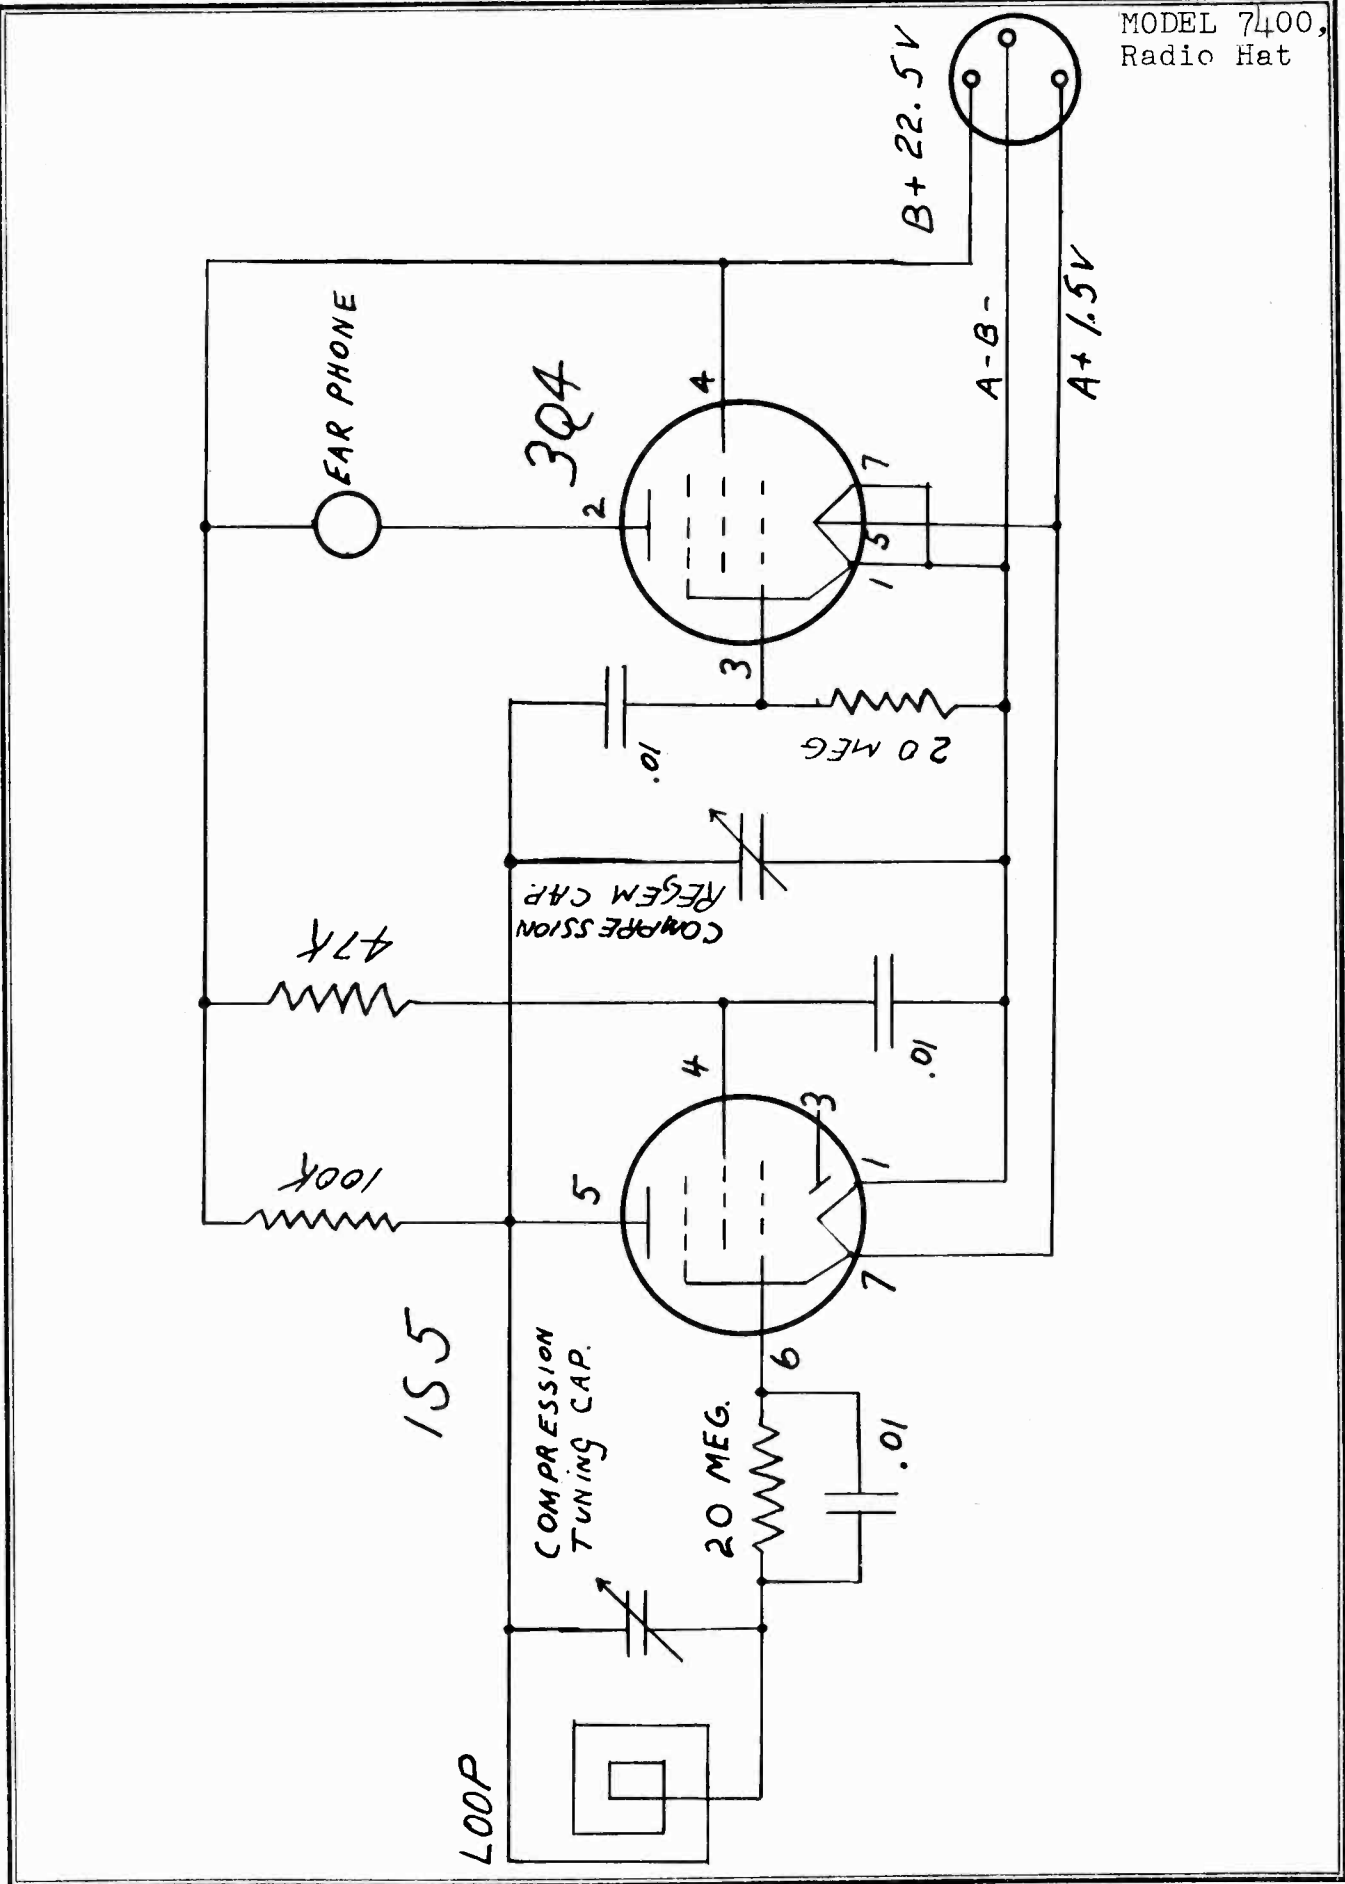 MODEL 7400,
Radio Hat
B+ 22.5V
A-B-
A+ 1.5V
EAR PHONE
3Q4
4
2
7
5
1
3
.01
20 MEG
COMPRESSION
REGEM CAP.
47K
.01
100K
4
3
5
1
7
6
1S5
COMPRESSION
TUNING CAP.
20 MEG.
.01
LOOP